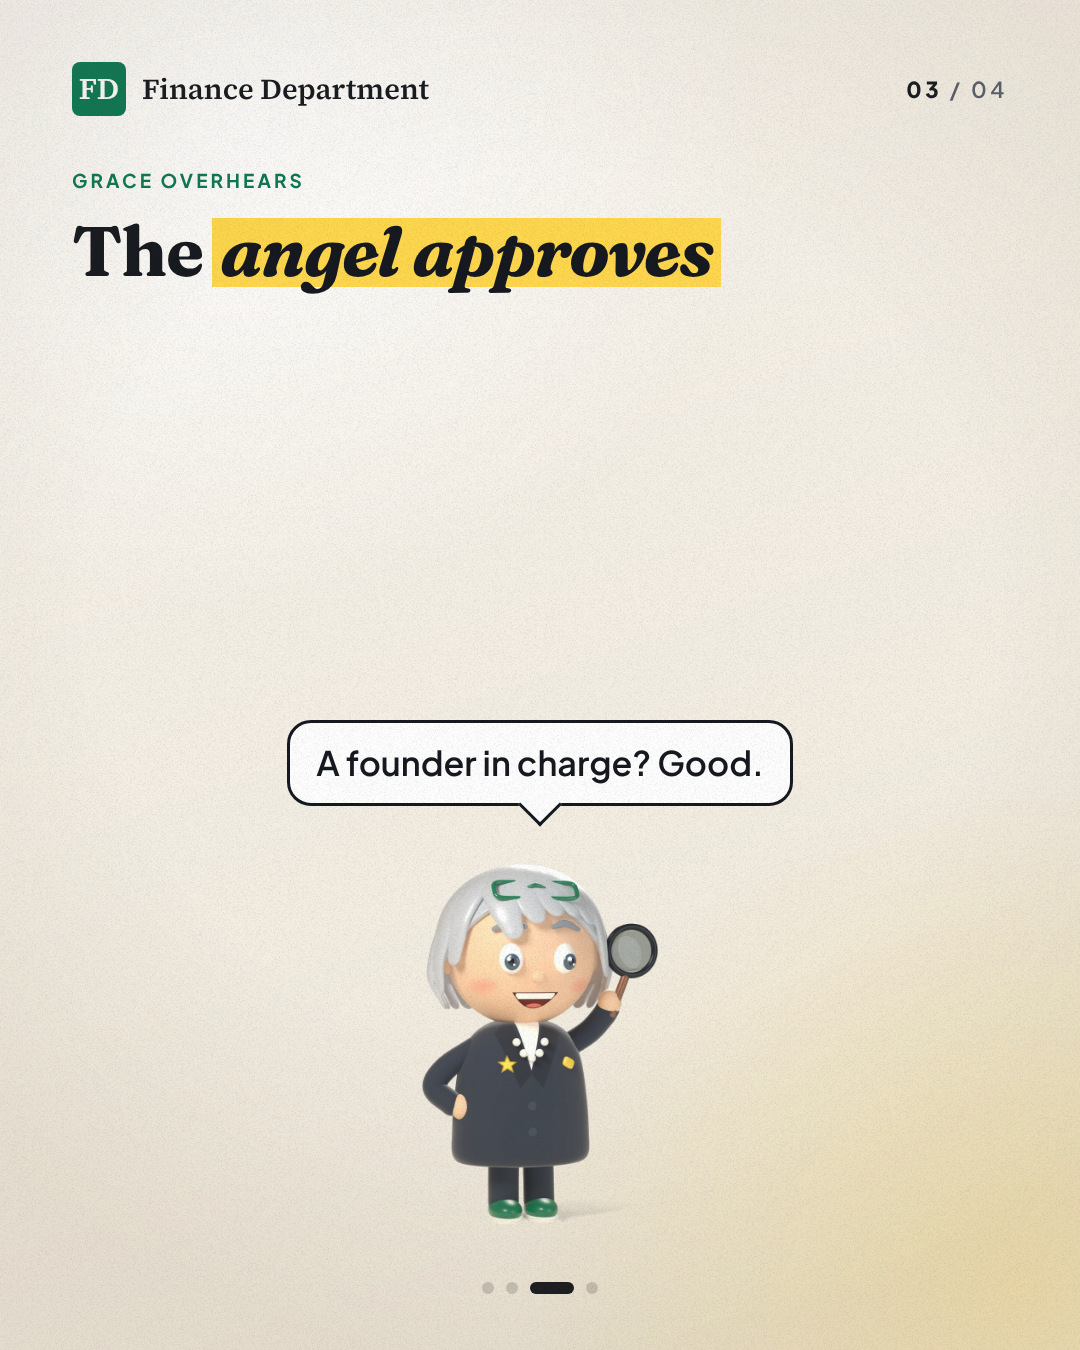 FD Finance Department
03 / 04
GRACE OVERHEARS
The angel approves
A founder in charge? Good.